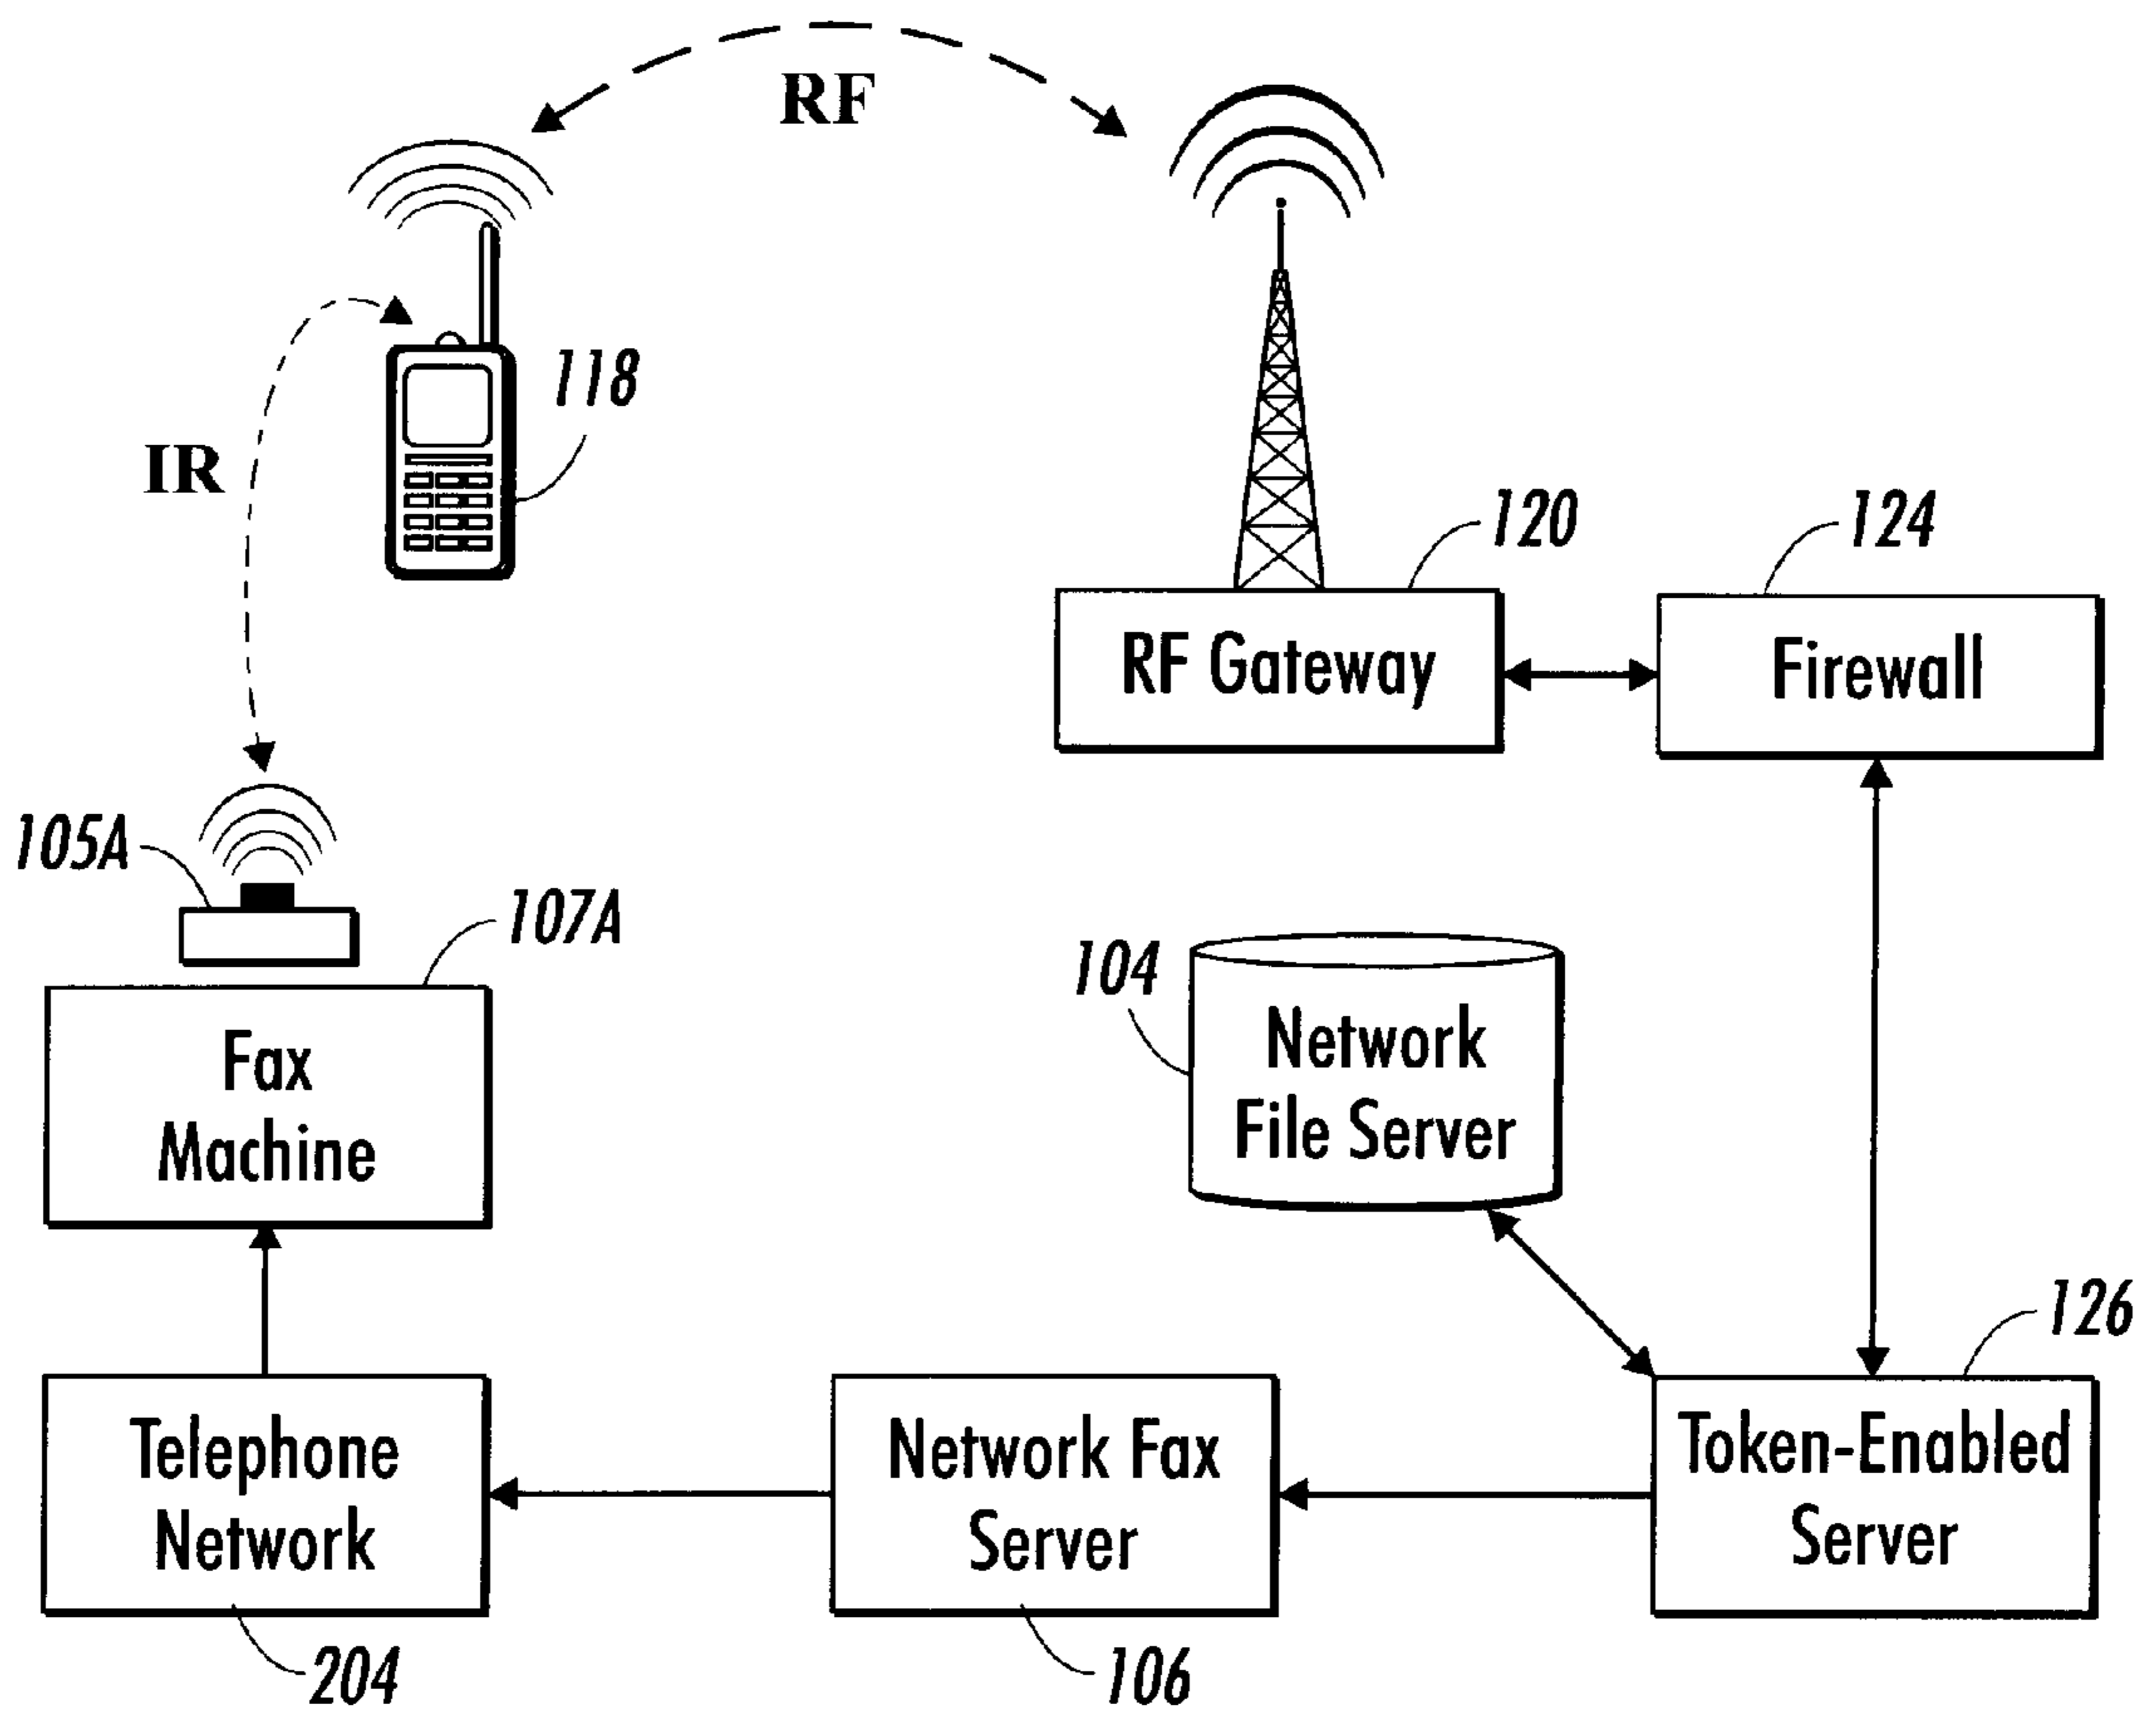 RF
118
IR
120
124
RF Gateway
Firewall
105A
107A
104
Network
File Server
Fax
Machine
126
Telephone
Network
Network Fax
Server
Token-Enabled
Server
204
106